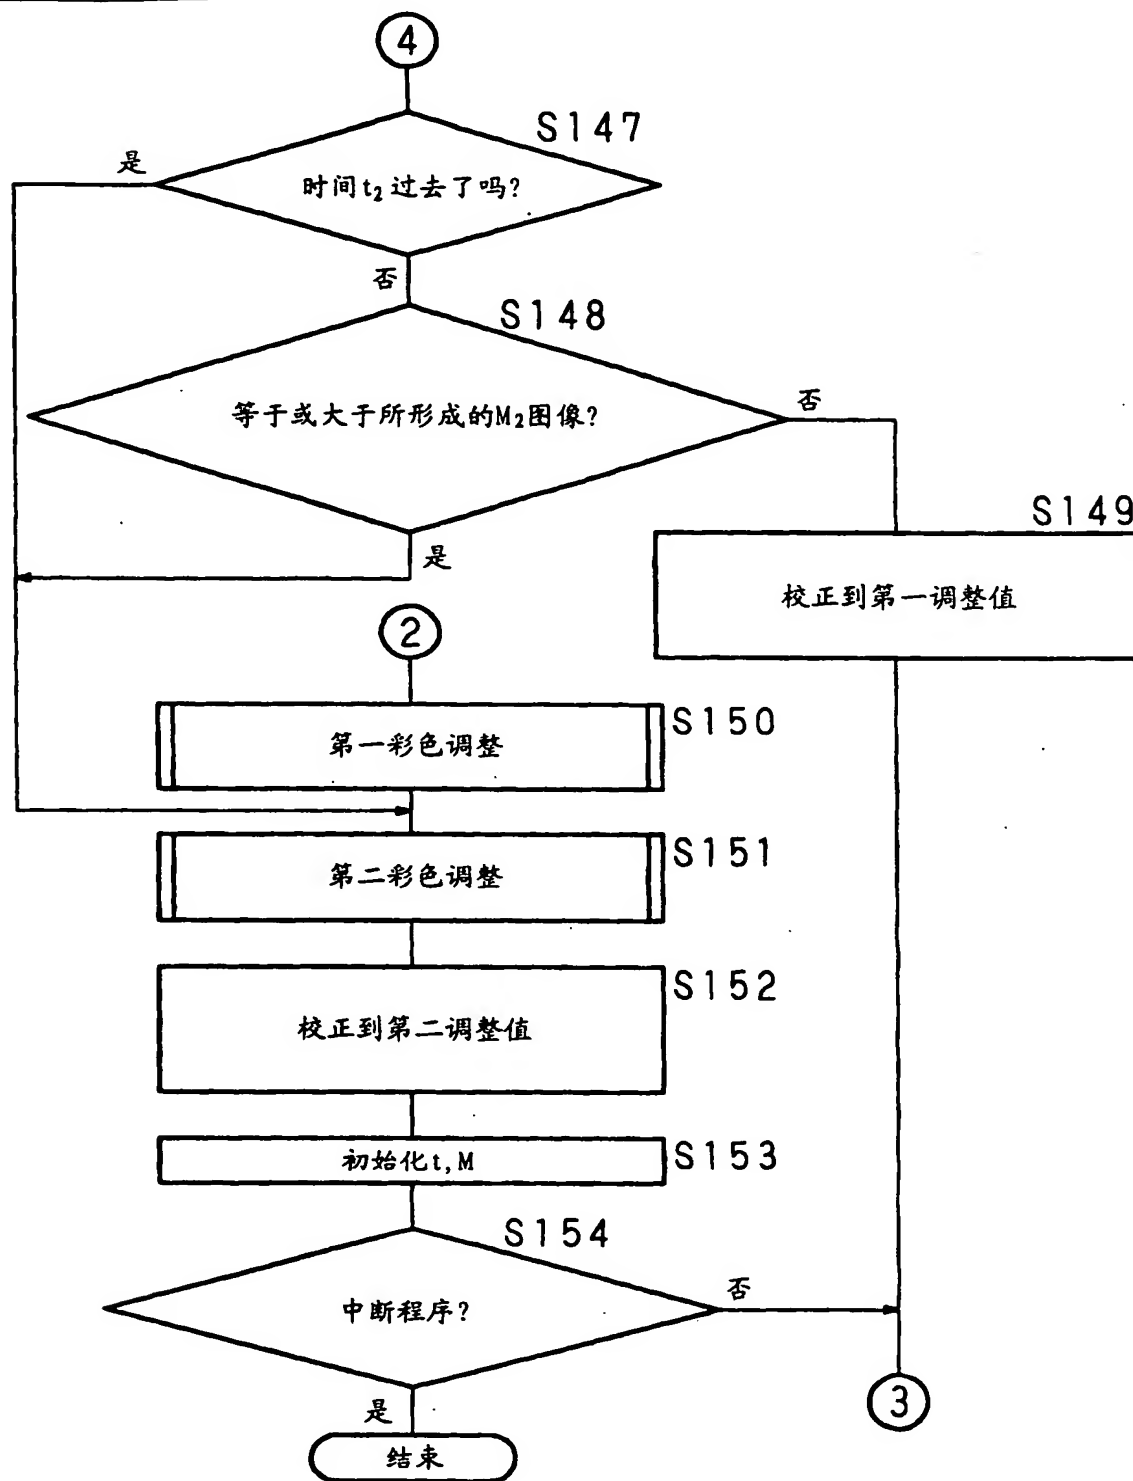 4
S147
是
时间t₂过去了吗?
否
S148
等于或大于所形成的M₂图像?
否
S149
是
校正到第一调整值
2
第一彩色调整
S150
第二彩色调整
S151
校正到第二调整值
S152
初始化t,M
S153
S154
中断程序?
否
是
3
结束